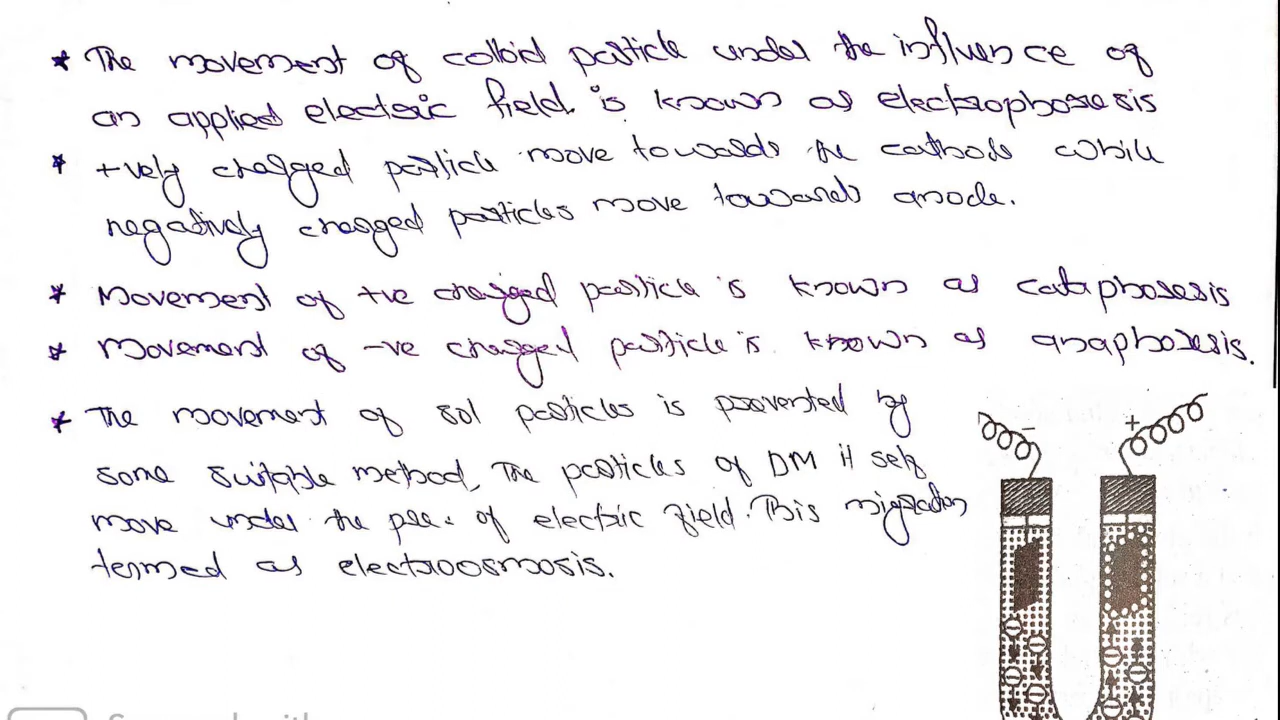 * The movement of colloid particle under the influence of
an applied electric field. is known as electrophoresis
* +vely charged particle move towards the cathode while
negatively charged particles move towards anode.
* Movement of +ve charged particle is known as cataphoresis
* Movement of -ve charged particle is known as anaphoresis.
* The movement of sol particles is prevented by
some suitable method, The particles of DM it self
move under the of electric field. This migration
termed as electroosmosis.
- +